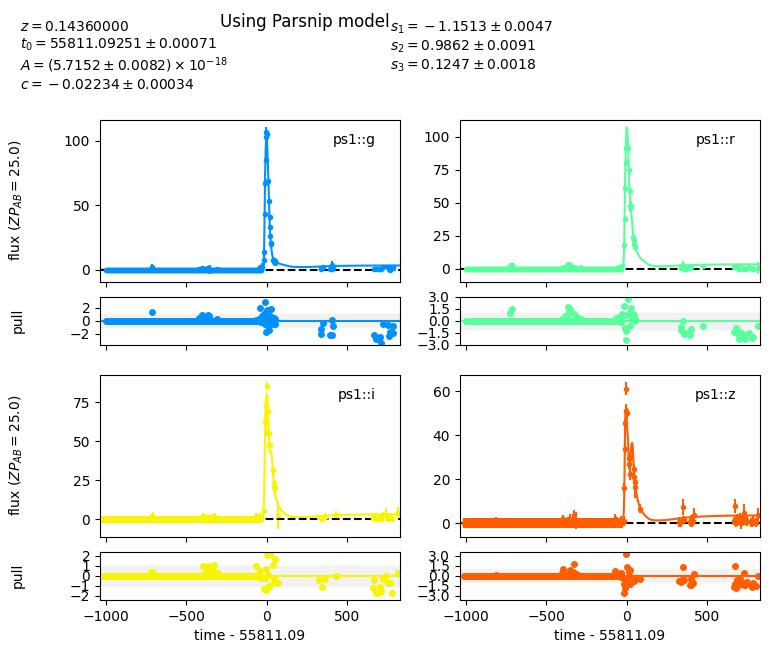 Using Parsnip model
z = 0.14360000
t₀ = 55811.09251 ± 0.00071
A = (5.7152 ± 0.0082) × 10⁻¹⁸
c = −0.02234 ± 0.00034
s₁ = −1.1513 ± 0.0047
s₂ = 0.9862 ± 0.0091
s₃ = 0.1247 ± 0.0018
flux (ZP_AB = 25.0)
100
50
0
ps1::g
100
75
50
25
0
ps1::r
pull
2
0
−2
3.0
1.5
0.0
−1.5
−3.0
flux (ZP_AB = 25.0)
75
50
25
0
ps1::i
60
40
20
0
ps1::z
pull
2
1
0
−1
−2
3.0
1.5
0.0
−1.5
−3.0
−1000
−500
0
500
−1000
−500
0
500
time - 55811.09
time - 55811.09